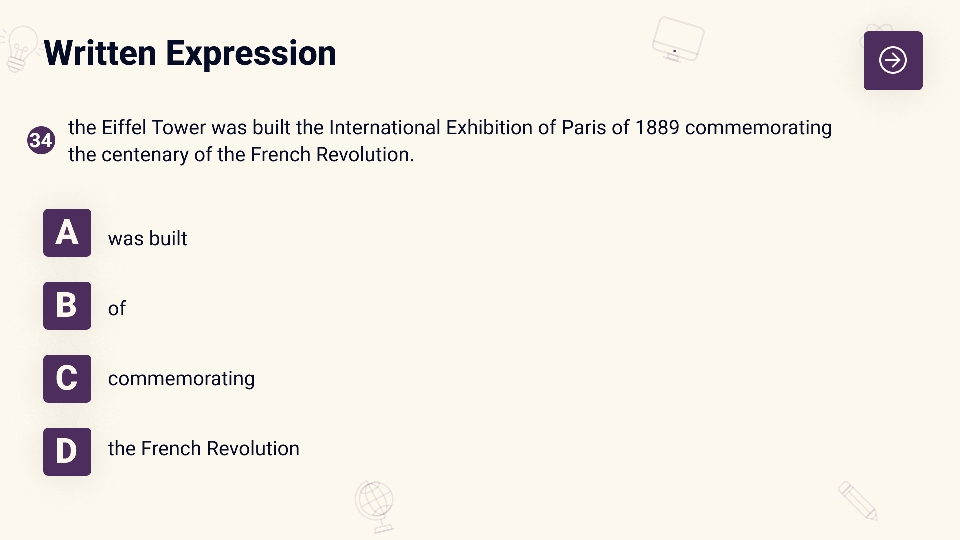 Written Expression
34
the Eiffel Tower was built the International Exhibition of Paris of 1889 commemorating
the centenary of the French Revolution.
A was built
B of
C commemorating
D the French Revolution